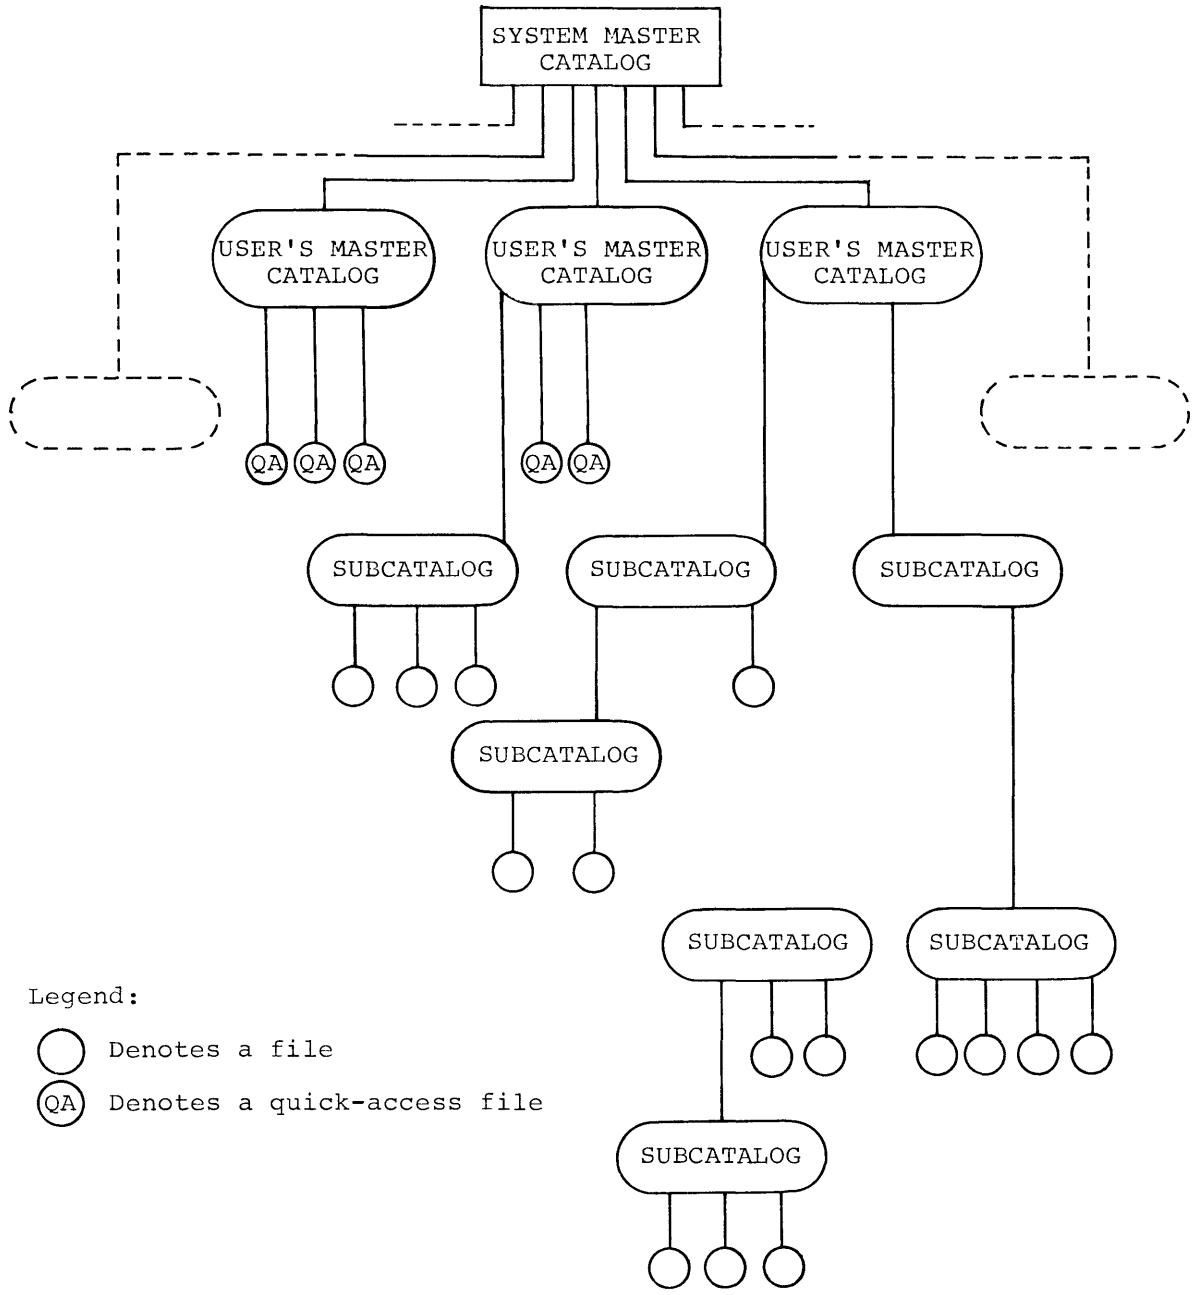 SYSTEM MASTER
CATALOG
USER'S MASTER
CATALOG
USER'S MASTER
CATALOG
USER'S MASTER
CATALOG
QA
QA
QA
QA
QA
SUBCATALOG
SUBCATALOG
SUBCATALOG
SUBCATALOG
SUBCATALOG
SUBCATALOG
Legend:
Denotes a file
QA Denotes a quick-access file
SUBCATALOG